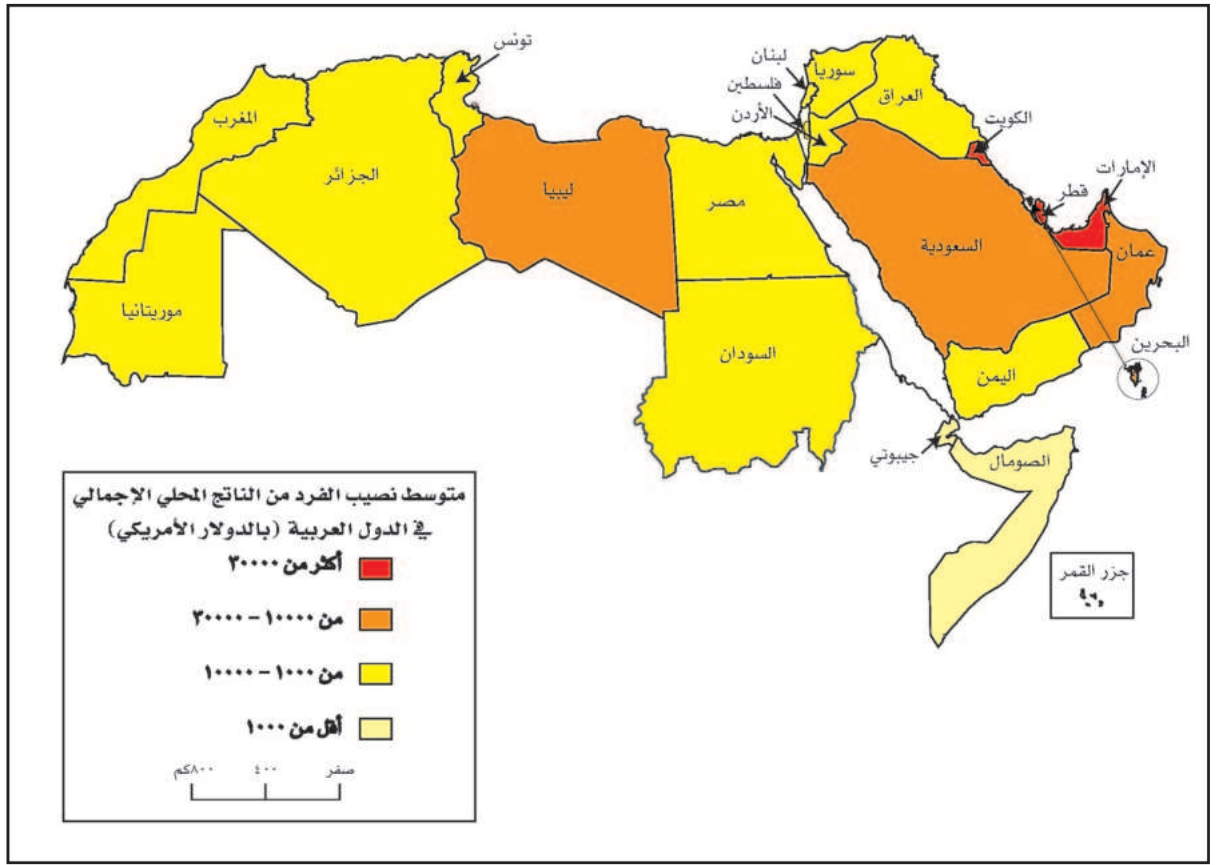 تونس
لبنان
سوريا
فلسطين
العراق
الأردن
المغرب
الكويت
الجزائر
الإمارات
قطر
ليبيا
مصر
السعودية
عمان
موريتانيا
السودان
البحرين
اليمن
جيبوتي
الصومال
جزر القمر
متوسط نصيب الفرد من الناتج المحلي الإجمالي
في الدول العربية (بالدولار الأمريكي)
أكثر من ٣٠٠٠٠
من ١٠٠٠٠ – ٣٠٠٠٠
من ١٠٠٠ – ١٠٠٠٠
أقل من ١٠٠٠
صفر ٤٠٠ ٨٠٠كم